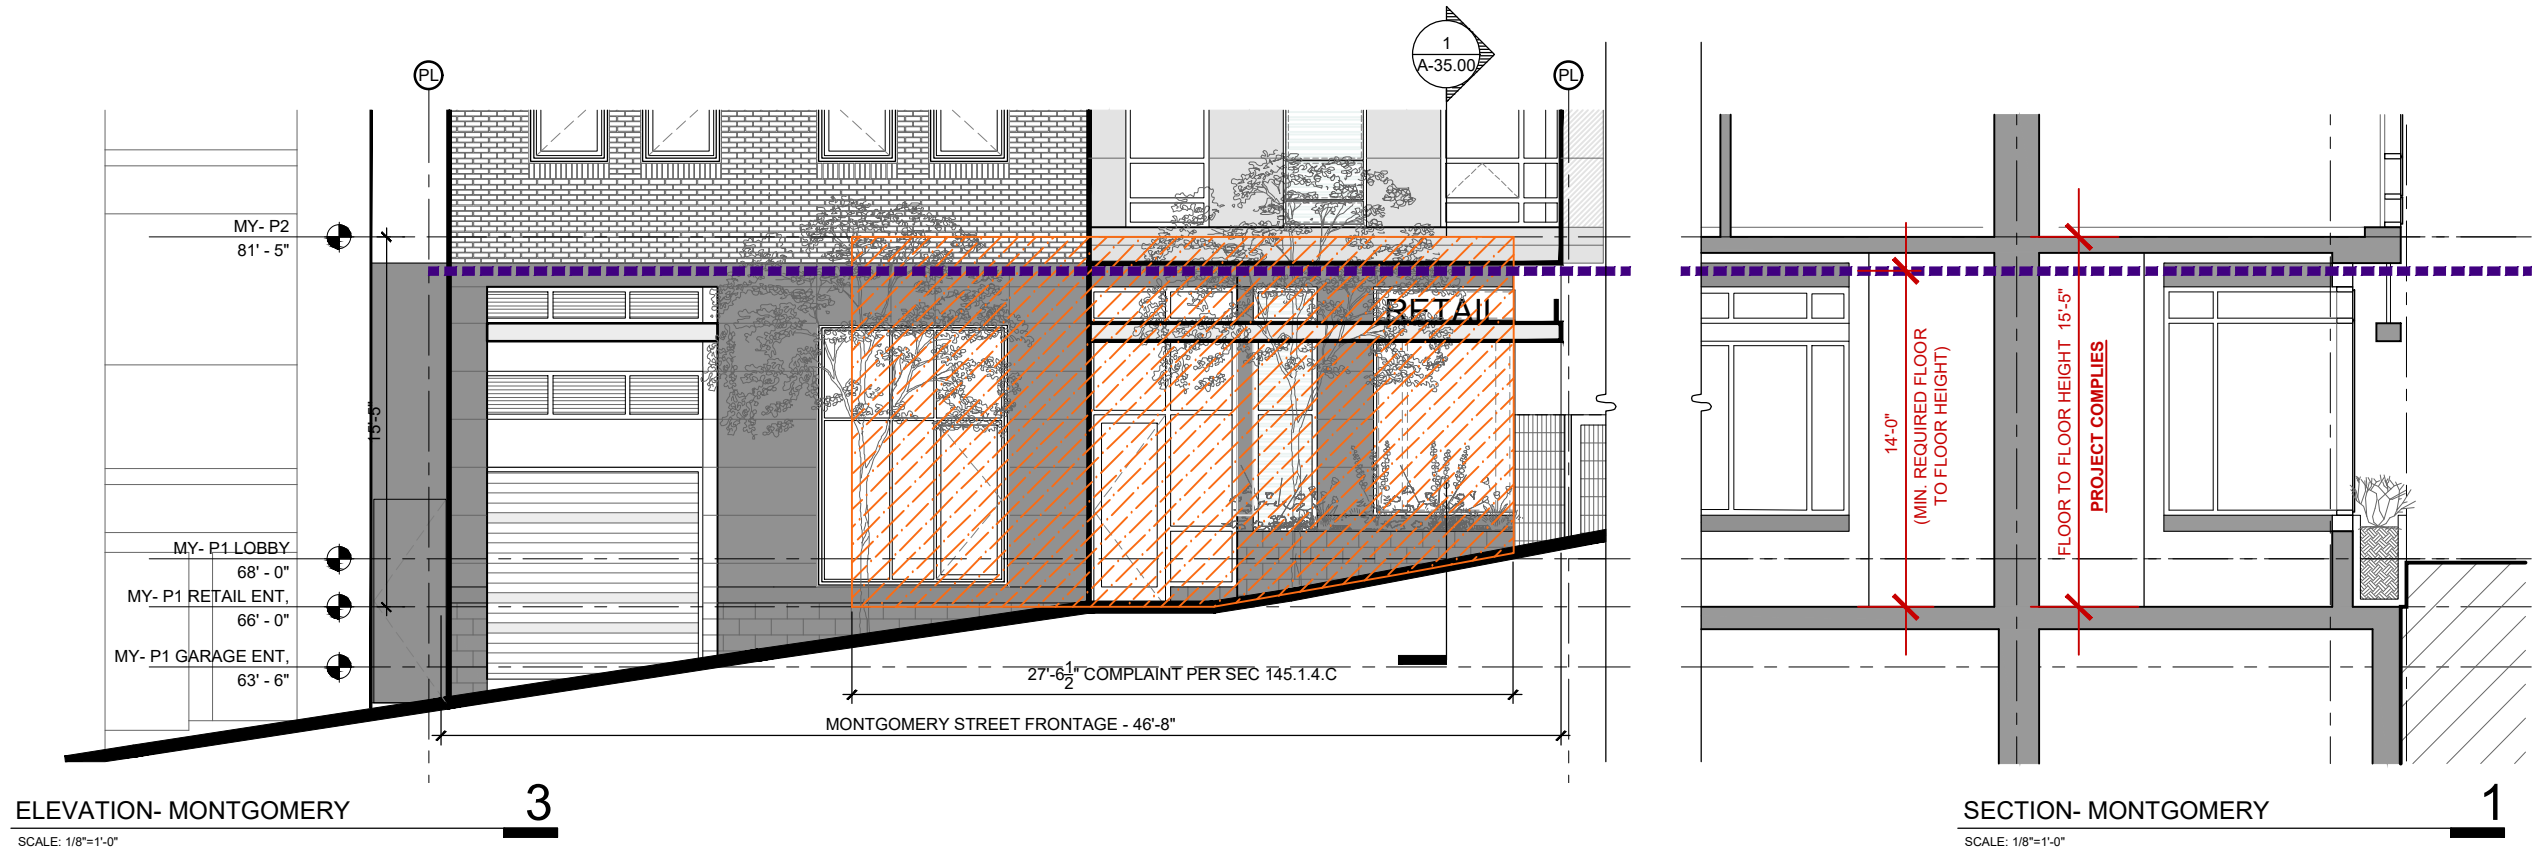 1
A-35.00
PL
PL
MY- P2
81' - 5"
15'-5"
RETAIL
MY- P1 LOBBY
68' - 0"
MY- P1 RETAIL ENT,
66' - 0"
MY- P1 GARAGE ENT,
63' - 6"
27'-6 1/2" COMPLAINT PER SEC 145.1.4.C
MONTGOMERY STREET FRONTAGE - 46'-8"
ELEVATION- MONTGOMERY
3
SCALE: 1/8"=1'-0"
14'-0"
(MIN. REQUIRED FLOOR
TO FLOOR HEIGHT)
FLOOR TO FLOOR HEIGHT 15'-5"
PROJECT COMPLIES
SECTION- MONTGOMERY
1
SCALE: 1/8"=1'-0"